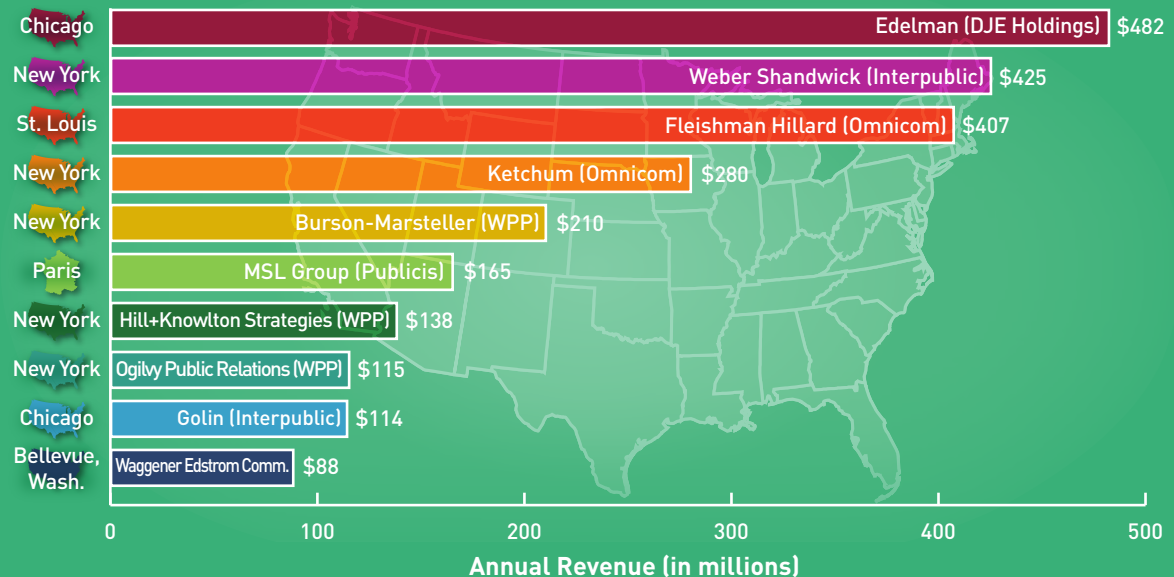 Chicago Edelman (DJE Holdings) $482
New York Weber Shandwick (Interpublic) $425
St. Louis Fleishman Hillard (Omnicom) $407
New York Ketchum (Omnicom) $280
New York Burson-Marsteller (WPP) $210
Paris MSL Group (Publicis) $165
New York Hill+Knowlton Strategies (WPP) $138
New York Ogilvy Public Relations (WPP) $115
Chicago Golin (Interpublic) $114
Bellevue,
Wash. Waggener Edstrom Comm. $88
0 100 200 300 400 500
Annual Revenue (in millions)